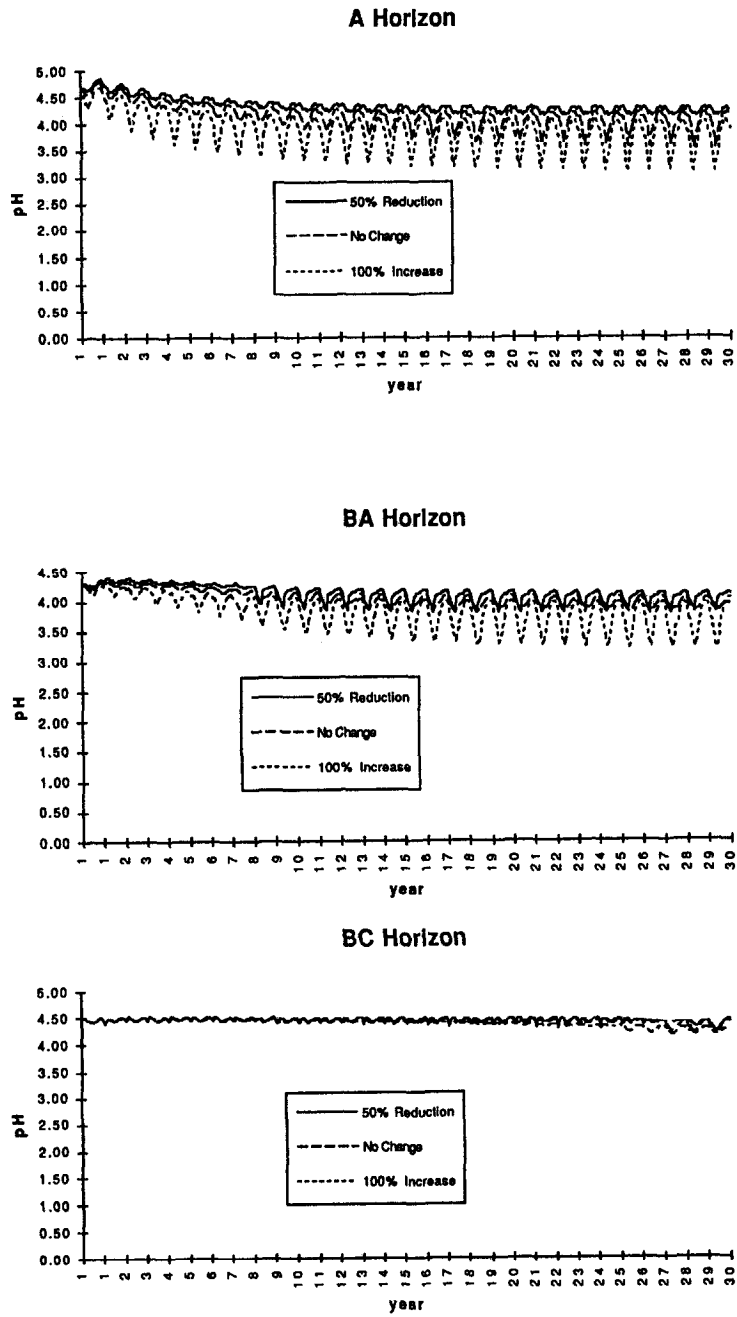 A Horizon
5.00
4.50
4.00
3.50
3.00
2.50
2.00
1.50
1.00
0.50
0.00
pH
50% Reduction
No Change
100% Increase
1 1 2 3 4 5 6 7 8 9 10 11 12 13 14 15 16 17 18 19 20 21 22 23 24 25 26 27 28 29 30
year
BA Horizon
4.50
4.00
3.50
3.00
2.50
2.00
1.50
1.00
0.50
0.00
pH
50% Reduction
No Change
100% Increase
1 1 2 3 4 5 6 7 8 9 10 11 12 13 14 15 16 17 18 19 20 21 22 23 24 25 26 27 28 29 30
year
BC Horizon
5.00
4.50
4.00
3.50
3.00
2.50
2.00
1.50
1.00
0.50
0.00
pH
50% Reduction
No Change
100% Increase
1 1 2 3 4 5 6 7 8 9 10 11 12 13 14 15 16 17 18 19 20 21 22 23 24 25 26 27 28 29 30
year